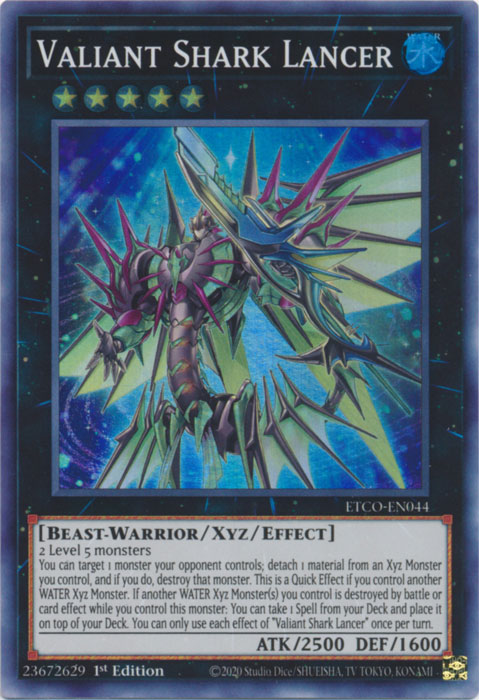 VALIANT SHARK LANCER
WATER
水
ETCO-EN044
[BEAST-WARRIOR/XYZ/EFFECT]
2 Level 5 monsters
You can target 1 monster your opponent controls; detach 1 material from an Xyz Monster
you control, and if you do, destroy that monster. This is a Quick Effect if you control another
WATER Xyz Monster. If another WATER Xyz Monster(s) you control is destroyed by battle or
card effect while you control this monster: You can take 1 Spell from your Deck and place it
on top of your Deck. You can only use each effect of "Valiant Shark Lancer" once per turn.
ATK/2500 DEF/1600
23672629 1st Edition ©2020 Studio Dice/SHUEISHA, TV TOKYO, KONAMI